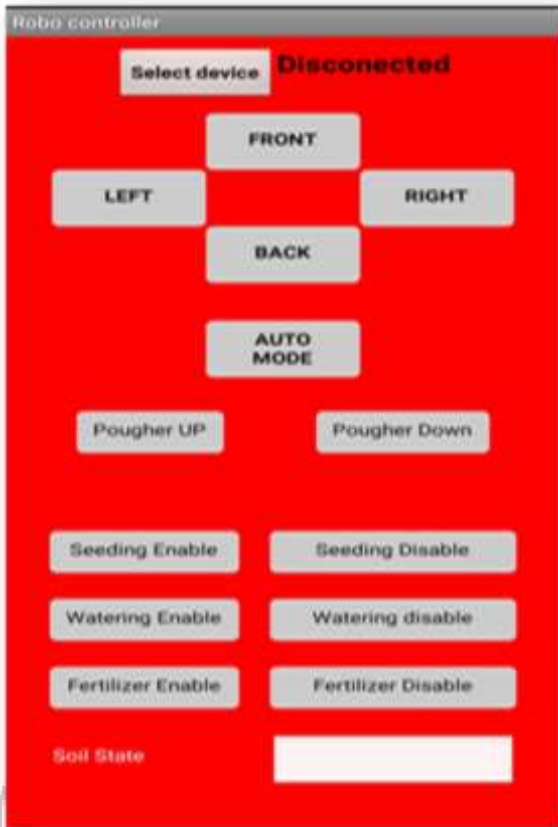 Robo controller
Select device Disconected
FRONT
LEFT RIGHT
BACK
AUTO
MODE
Pougher UP Pougher Down
Seeding Enable Seeding Disable
Watering Enable Watering disable
Fertilizer Enable Fertilizer Disable
Soil State